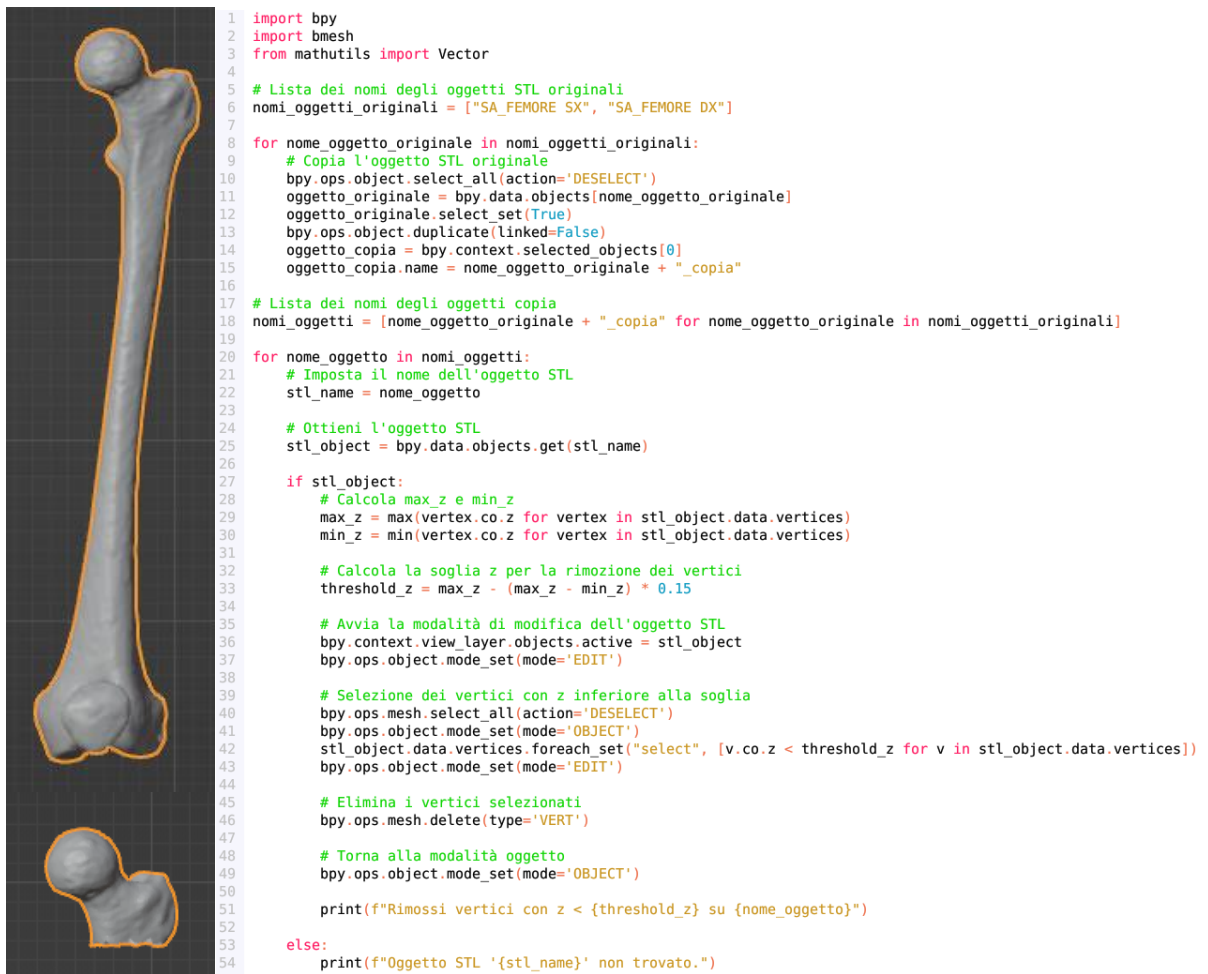 1 import bpy
2 import bmesh
3 from mathutils import Vector
4
5 # Lista dei nomi degli oggetti STL originali
6 nomi_oggetti_originali = ["SA_FEMORE SX", "SA_FEMORE DX"]
7
8 for nome_oggetto_originale in nomi_oggetti_originali:
9     # Copia l'oggetto STL originale
10     bpy.ops.object.select_all(action='DESELECT')
11     oggetto_originale = bpy.data.objects[nome_oggetto_originale]
12     oggetto_originale.select_set(True)
13     bpy.ops.object.duplicate(linked=False)
14     oggetto_copia = bpy.context.selected_objects[0]
15     oggetto_copia.name = nome_oggetto_originale + "_copia"
16
17 # Lista dei nomi degli oggetti copia
18 nomi_oggetti = [nome_oggetto_originale + "_copia" for nome_oggetto_originale in nomi_oggetti_originali]
19
20 for nome_oggetto in nomi_oggetti:
21     # Imposta il nome dell'oggetto STL
22     stl_name = nome_oggetto
23
24     # Ottieni l'oggetto STL
25     stl_object = bpy.data.objects.get(stl_name)
26
27     if stl_object:
28         # Calcola max_z e min_z
29         max_z = max(vertex.co.z for vertex in stl_object.data.vertices)
30         min_z = min(vertex.co.z for vertex in stl_object.data.vertices)
31
32         # Calcola la soglia z per la rimozione dei vertici
33         threshold_z = max_z - (max_z - min_z) * 0.15
34
35         # Avvia la modalità di modifica dell'oggetto STL
36         bpy.context.view_layer.objects.active = stl_object
37         bpy.ops.object.mode_set(mode='EDIT')
38
39         # Selezione dei vertici con z inferiore alla soglia
40         bpy.ops.mesh.select_all(action='DESELECT')
41         bpy.ops.object.mode_set(mode='OBJECT')
42         stl_object.data.vertices.foreach_set("select", [v.co.z < threshold_z for v in stl_object.data.vertices])
43         bpy.ops.object.mode_set(mode='EDIT')
44
45         # Elimina i vertici selezionati
46         bpy.ops.mesh.delete(type='VERT')
47
48         # Torna alla modalità oggetto
49         bpy.ops.object.mode_set(mode='OBJECT')
50
51         print(f"Rimossi vertici con z < {threshold_z} su {nome_oggetto}")
52
53     else:
54         print(f"Oggetto STL '{stl_name}' non trovato.")